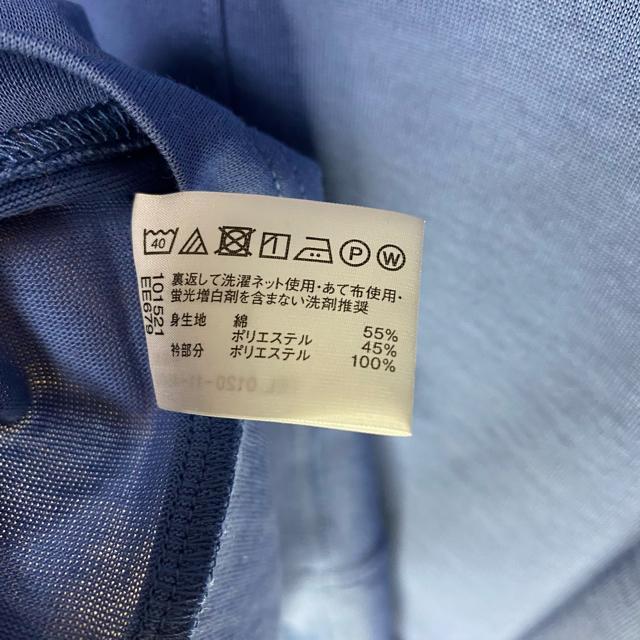 40 P W
裏返して洗濯ネット使用・あて布使用・
蛍光増白剤を含まない洗剤推奨
身生地 綿 55%
ポリエステル 45%
衿部分 ポリエステル 100%
101521
EE679